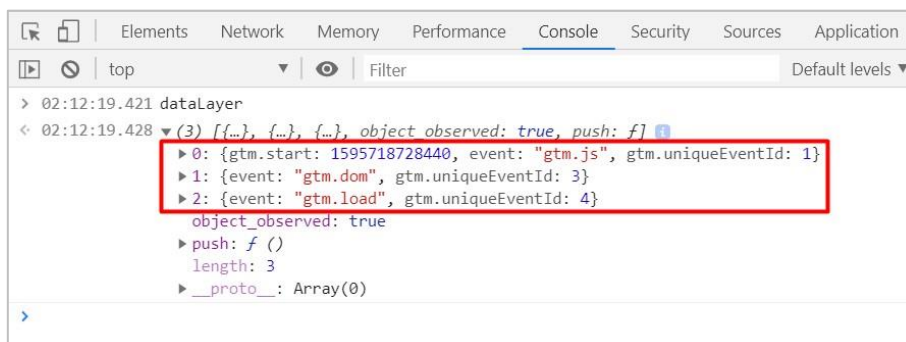 Elements Network Memory Performance Console Security Sources Application
top Filter Default levels
02:12:19.421 dataLayer
02:12:19.428 (3) [{…}, {…}, {…}, object_observed: true, push: ƒ]
0: {gtm.start: 1595718728440, event: "gtm.js", gtm.uniqueEventId: 1}
1: {event: "gtm.dom", gtm.uniqueEventId: 3}
2: {event: "gtm.load", gtm.uniqueEventId: 4}
object_observed: true
push: ƒ ()
length: 3
__proto__: Array(0)